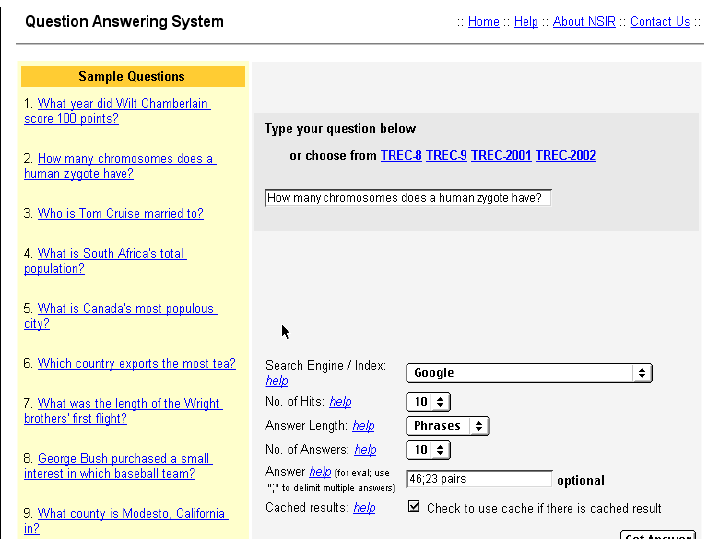 Question Answering System
:: Home :: Help :: About NSIR :: Contact Us ::
Sample Questions
1. What year did Wilt Chamberlain
score 100 points?
2. How many chromosomes does a
human zygote have?
3. Who is Tom Cruise married to?
4. What is South Africa's total
population?
5. What is Canada's most populous
city?
6. Which country exports the most tea?
7. What was the length of the Wright
brothers' first flight?
8. George Bush purchased a small
interest in which baseball team?
9. What county is Modesto, California
in?
Type your question below
or choose from TREC-8 TREC-9 TREC-2001 TREC-2002
How many chromosomes does a human zygote have?
Search Engine / Index:
help
Google
No. of Hits: help
10
Answer Length: help
Phrases
No. of Answers: help
10
Answer help (for eval; use
";" to delimit multiple answers)
46;23 pairs
optional
Cached results: help
Check to use cache if there is cached result
Get Answer